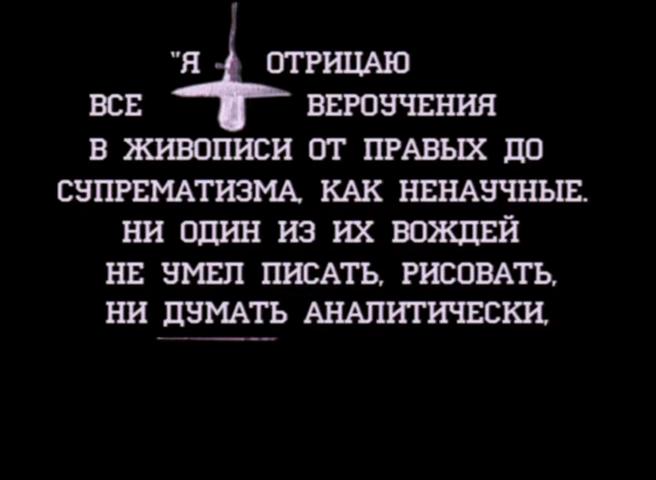 "Я ОТРИЦАЮ
ВСЕ ВЕРОУЧЕНИЯ
В ЖИВОПИСИ ОТ ПРАВЫХ ДО
СУПРЕМАТИЗМА, КАК НЕНАУЧНЫЕ.
НИ ОДИН ИЗ ИХ ВОЖДЕЙ
НЕ УМЕЛ ПИСАТЬ, РИСОВАТЬ,
НИ ДУМАТЬ АНАЛИТИЧЕСКИ,